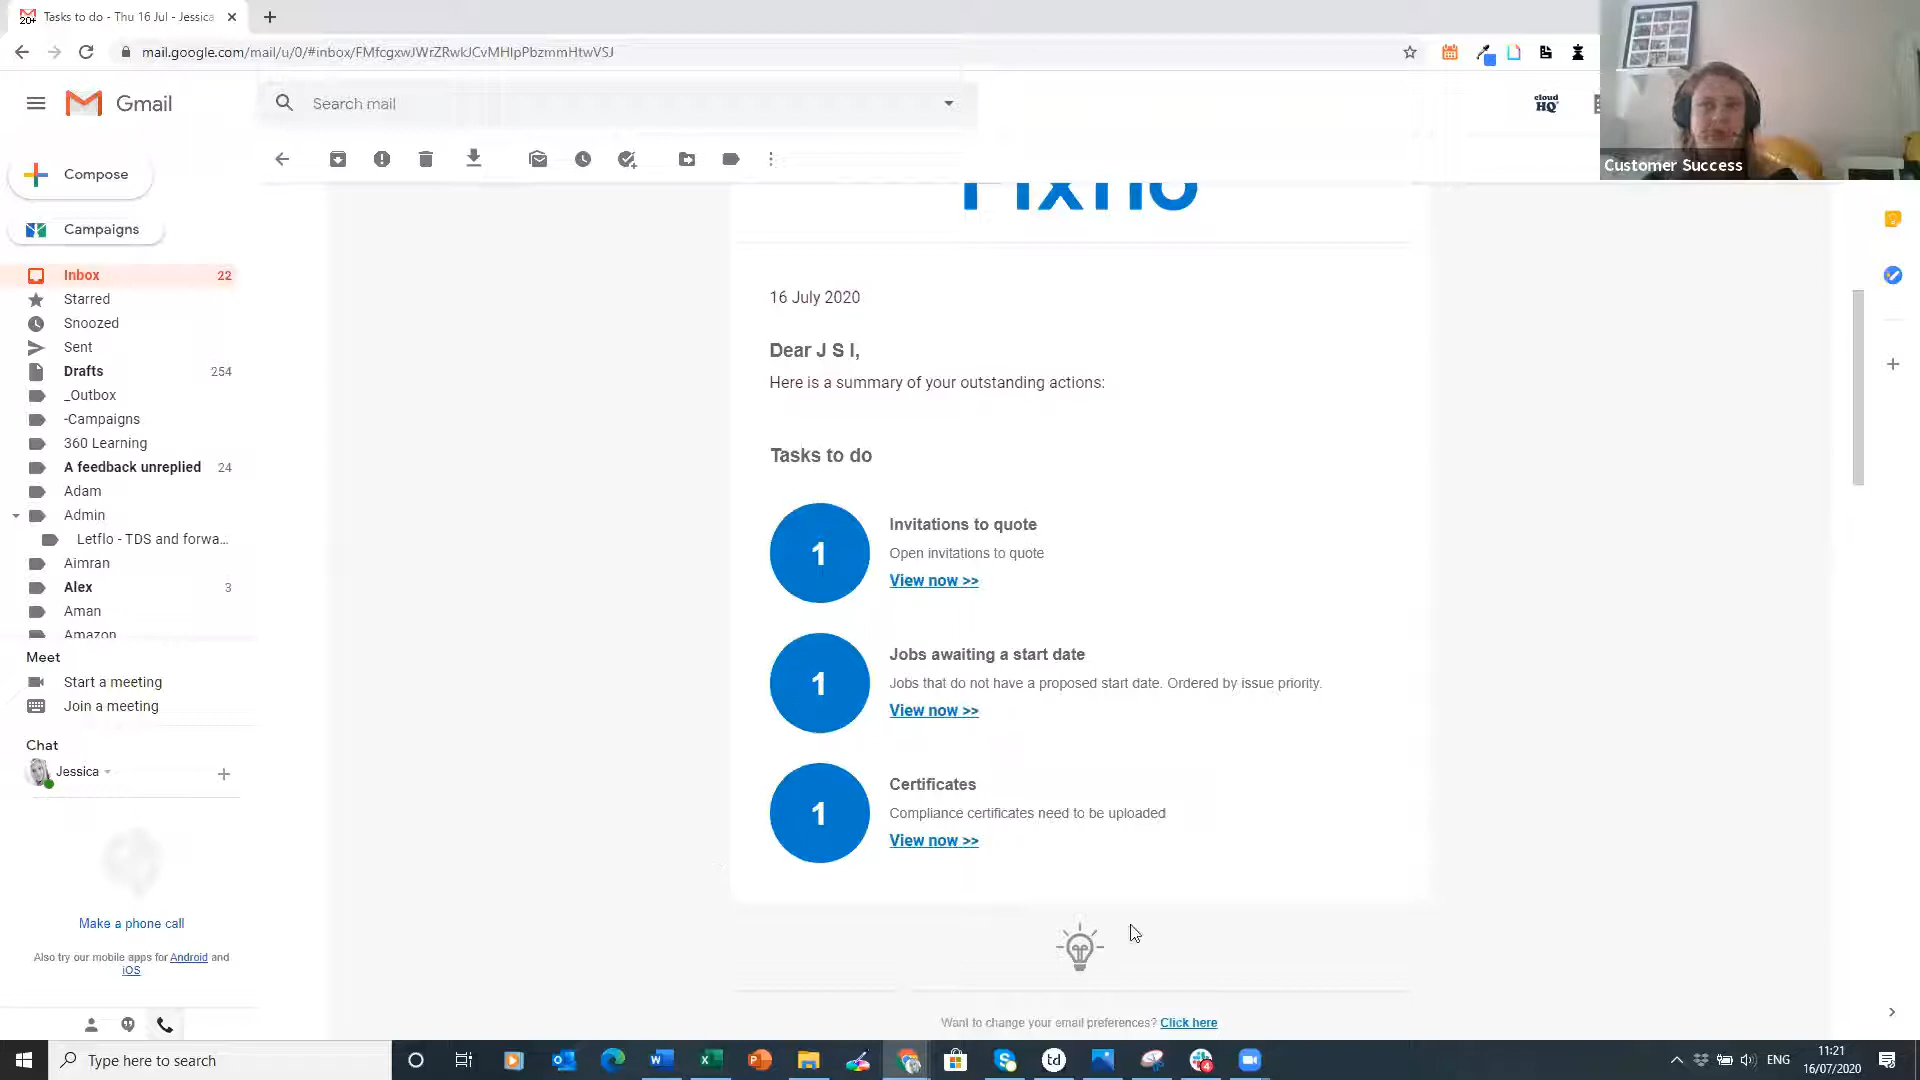 20+
Tasks to do - Thu 16 Jul - Jessica
mail.google.com/mail/u/0/#inbox/FMfcgxwJWrZRwkJCvMHlpPbzmmHtwVSJ
Gmail
Search mail
cloud
HQ
Customer Success
Compose
Campaigns
Inbox 22
Starred
Snoozed
Sent
Drafts 254
_Outbox
-Campaigns
360 Learning
A feedback unreplied 24
Adam
Admin
Letflo - TDS and forwa...
Aimran
Alex 3
Aman
Amazon
Meet
Start a meeting
Join a meeting
Chat
Jessica
Make a phone call
Also try our mobile apps for Android and
iOS
Fixflo
16 July 2020
Dear J S I,
Here is a summary of your outstanding actions:
Tasks to do
1
Invitations to quote
Open invitations to quote
View now >>
1
Jobs awaiting a start date
Jobs that do not have a proposed start date. Ordered by issue priority.
View now >>
1
Certificates
Compliance certificates need to be uploaded
View now >>
Want to change your email preferences? Click here
Type here to search
td
4
ENG
11:21
16/07/2020